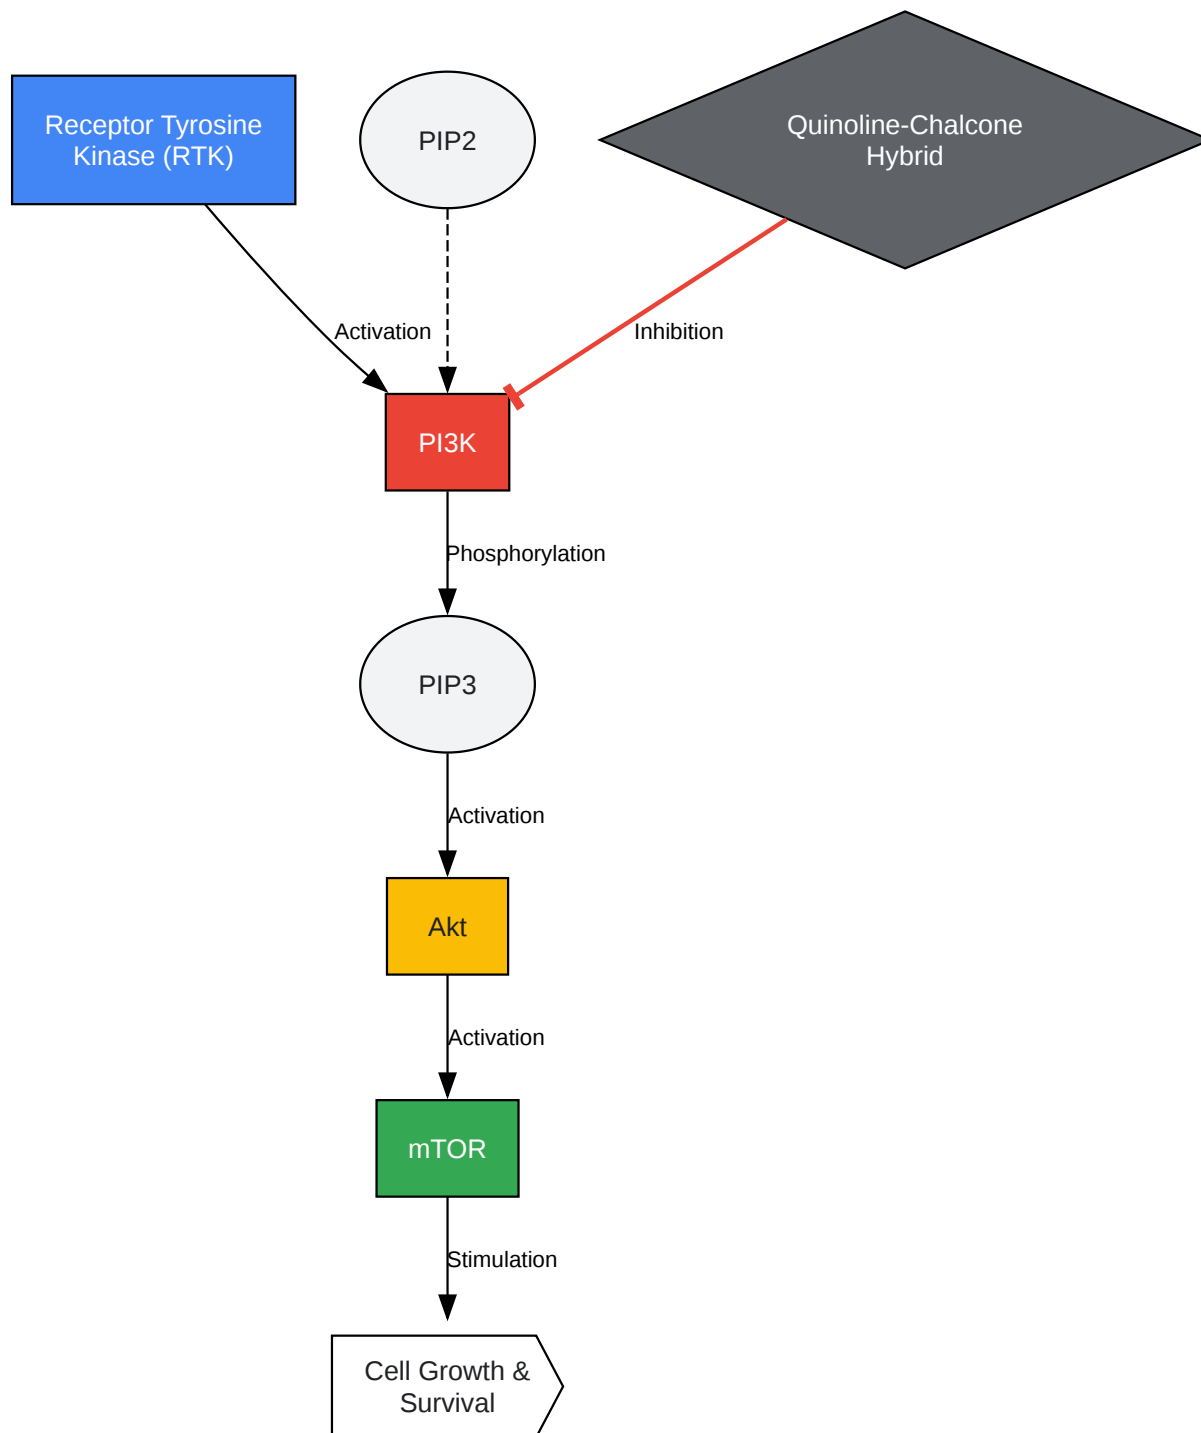 Receptor Tyrosine
Kinase (RTK)
PIP2
Quinoline-Chalcone
Hybrid
Activation
Inhibition
PI3K
Phosphorylation
PIP3
Activation
Akt
Activation
mTOR
Stimulation
Cell Growth &
Survival